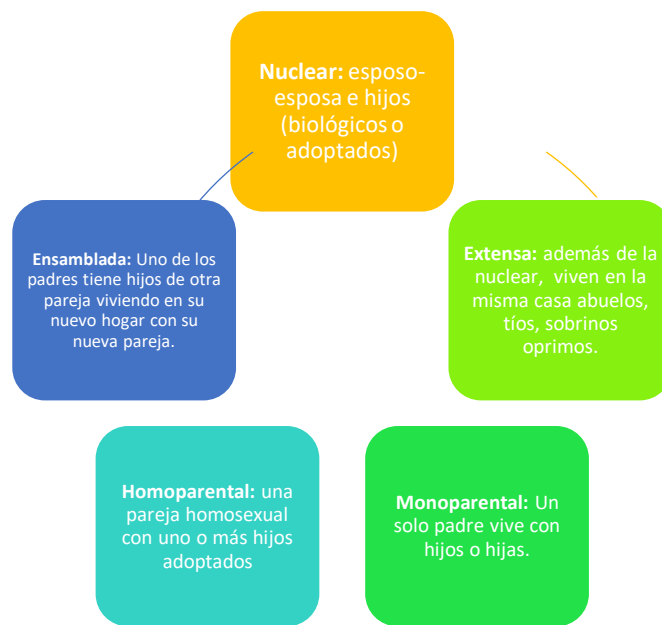 Nuclear: esposo-
esposa e hijos
(biológicos o
adoptados)
Ensamblada: Uno de los
padres tiene hijos de otra
pareja viviendo en su
nuevo hogar con su
nueva pareja.
Extensa: además de la
nuclear, viven en la
misma casa abuelos,
tíos, sobrinos
oprimos.
Homoparental: una
pareja homosexual
con uno o más hijos
adoptados
Monoparental: Un
solo padre vive con
hijos o hijas.